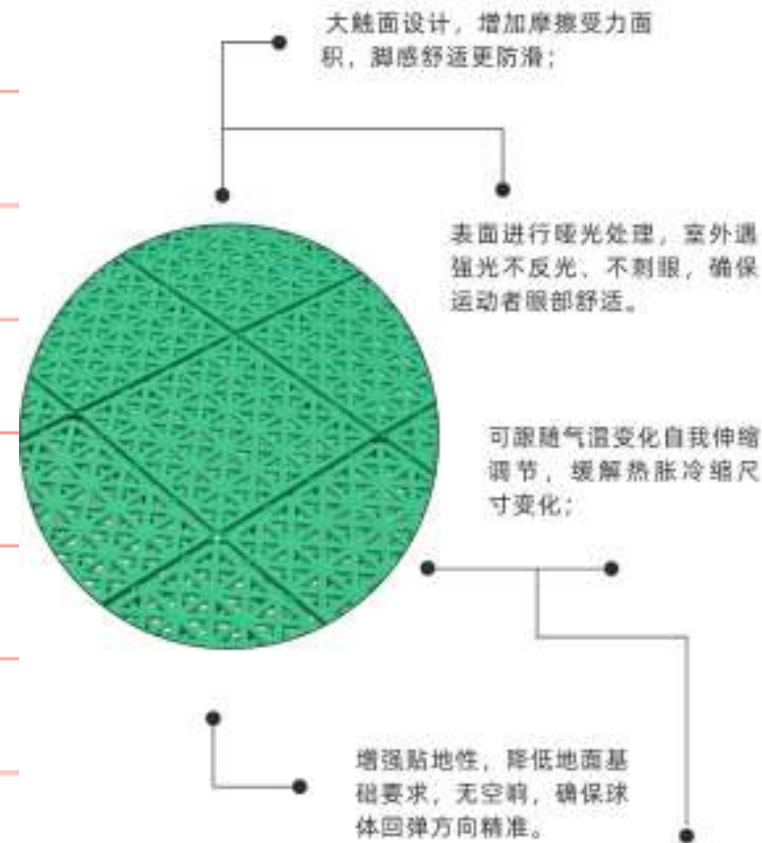 大触面设计，增加摩擦受力面
积，脚感舒适更防滑；
表面进行哑光处理，室外遇
强光不反光、不刺眼，确保
运动者眼部舒适。
可跟随气温变化自我伸缩
调节，缓解热胀冷缩尺
寸变化；
增强贴地性，降低地面基
础要求，无空响，确保球
体回弹方向精准。